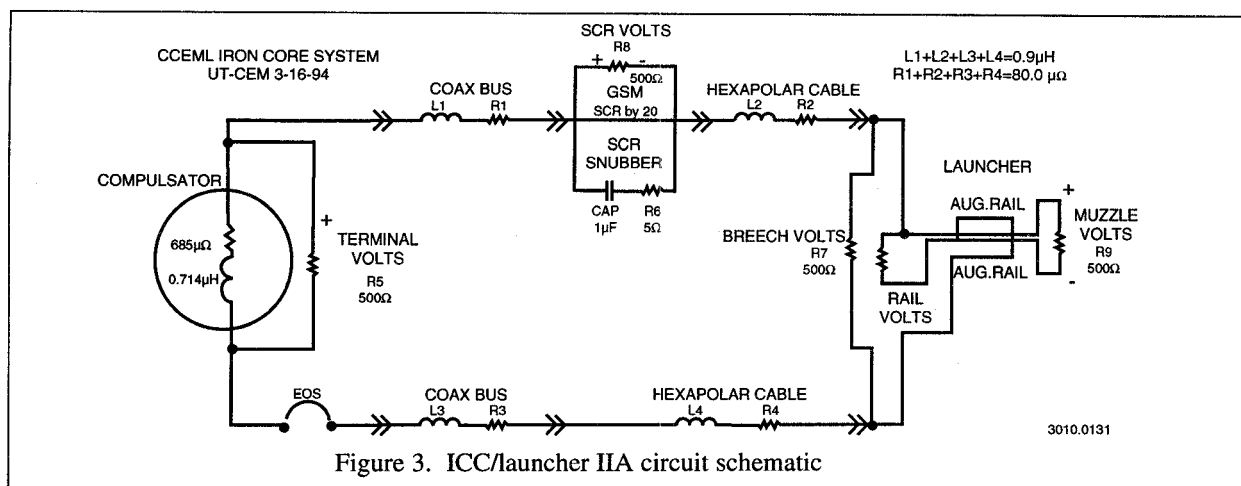 CCEML IRON CORE SYSTEM
UT-CEM 3-16-94
SCR VOLTS
R8
+ -
500Ω
GSM
SCR by 20
SCR
SNUBBER
CAP
1µF
R6
5Ω
L1+L2+L3+L4=0.9µH
R1+R2+R3+R4=80.0 µΩ
COAX BUS
L1 R1
HEXAPOLAR CABLE
L2 R2
COMPULSATOR
685µΩ
0.714µH
+
TERMINAL
VOLTS
R5
500Ω
BREECH VOLTS
R7
500Ω
LAUNCHER
AUG.RAIL
AUG.RAIL
RAIL
VOLTS
+
MUZZLE
VOLTS
R9
500Ω
-
EOS
COAX BUS
L3 R3
HEXAPOLAR CABLE
L4 R4
3010.0131
Figure 3. ICC/launcher IIA circuit schematic